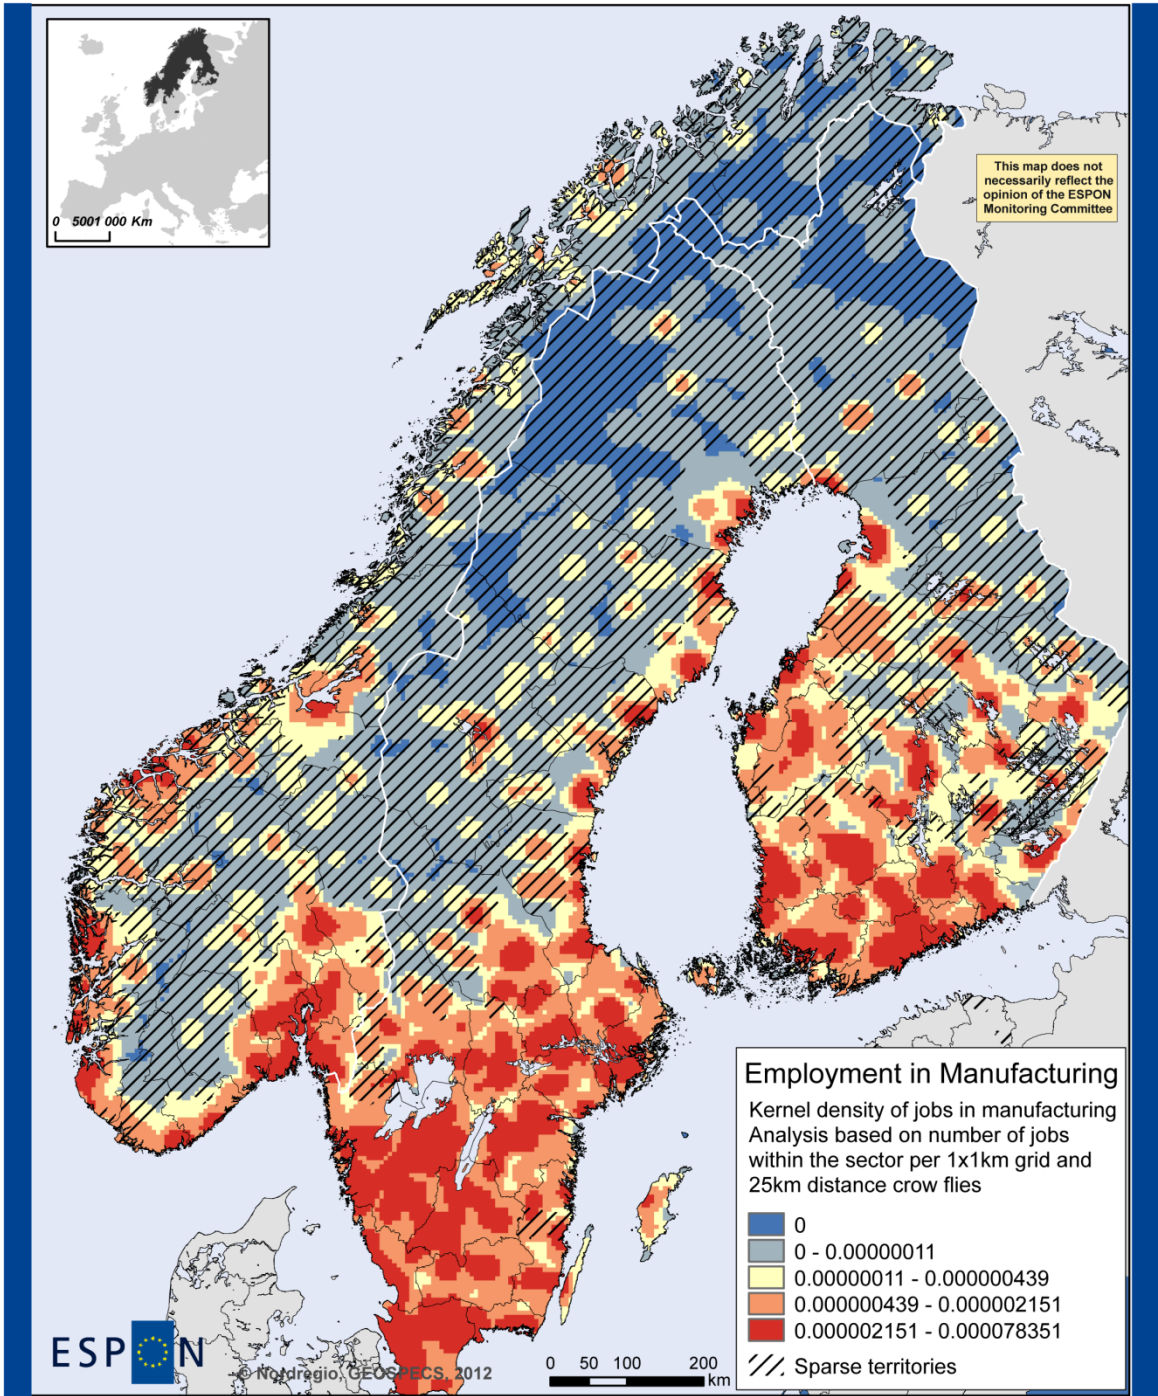 0 5001 000 Km
This map does not
necessarily reflect the
opinion of the ESPON
Monitoring Committee
Employment in Manufacturing
Kernel density of jobs in manufacturing
Analysis based on number of jobs
within the sector per 1x1km grid and
25km distance crow flies
0
0 - 0.00000011
0.00000011 - 0.000000439
0.000000439 - 0.000002151
0.000002151 - 0.000078351
Sparse territories
ESPON
© Nordregio, GEOSPECS, 2012
0 50 100 200
km